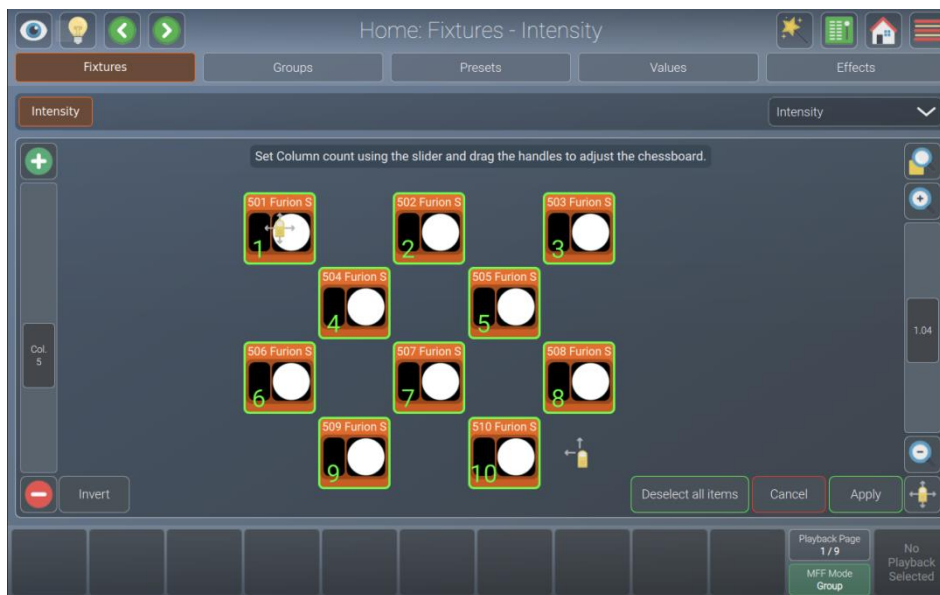 Home: Fixtures - Intensity
Fixtures
Groups
Presets
Values
Effects
Intensity
Intensity
Set Column count using the slider and drag the handles to adjust the chessboard.
501 Furion S
1
502 Furion S
2
503 Furion S
3
504 Furion S
4
505 Furion S
5
Col.
5
1.04
506 Furion S
6
507 Furion S
7
508 Furion S
8
509 Furion S
9
510 Furion S
10
Invert
Deselect all items
Cancel
Apply
Playback Page
1 / 9
MFF Mode
Group
No
Playback
Selected